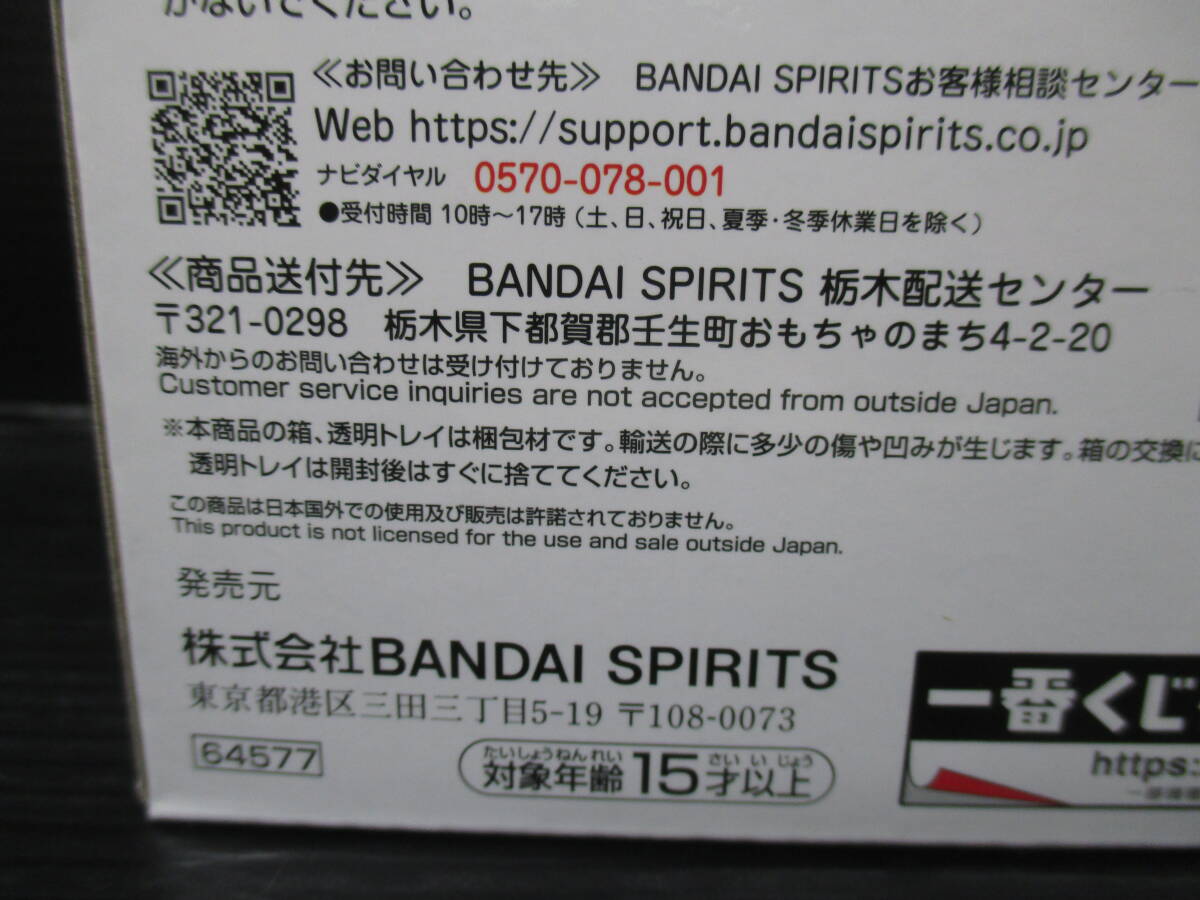 かないでください。
≪お問い合わせ先≫ BANDAI SPIRITSお客様相談センター
Web https://support.bandaispirits.co.jp
ナビダイヤル 0570-078-001
●受付時間 10時～17時（土、日、祝日、夏季・冬季休業日を除く）
≪商品送付先≫ BANDAI SPIRITS 栃木配送センター
〒321-0298 栃木県下都賀郡壬生町おもちゃのまち4-2-20
海外からのお問い合わせは受け付けておりません。
Customer service inquiries are not accepted from outside Japan.
※本商品の箱、透明トレイは梱包材です。輸送の際に多少の傷や凹みが生じます。箱の交換に
透明トレイは開封後はすぐに捨ててください。
この商品は日本国外での使用及び販売は許諾されておりません。
This product is not licensed for the use and sale outside Japan.
発売元
株式会社BANDAI SPIRITS
東京都港区三田三丁目5-19 〒108-0073
64577
たいしょうねんれい さい い じょう
対象年齢15才以上
一番くじ
https: